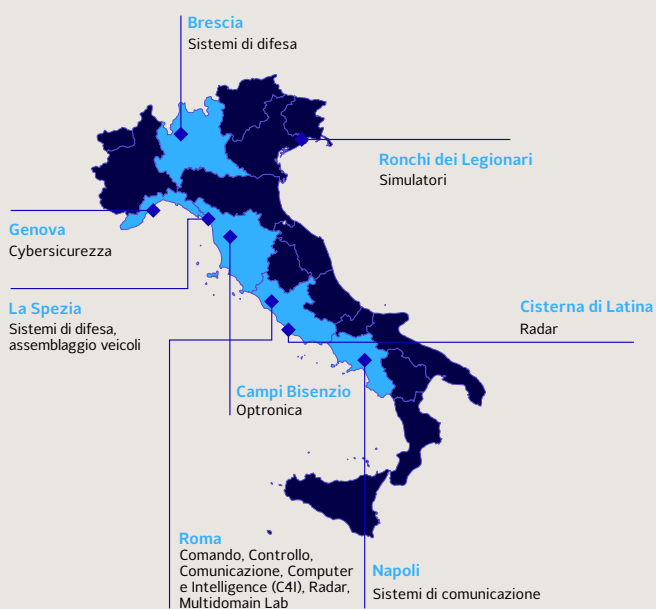 Brescia
Sistemi di difesa
Ronchi dei Legionari
Simulatori
Genova
Cybersicurezza
La Spezia
Sistemi di difesa,
assemblaggio veicoli
Cisterna di Latina
Radar
Campi Bisenzio
Optronica
Roma
Comando, Controllo,
Comunicazione, Computer
e Intelligence (C4I), Radar,
Multidomain Lab
Napoli
Sistemi di comunicazione